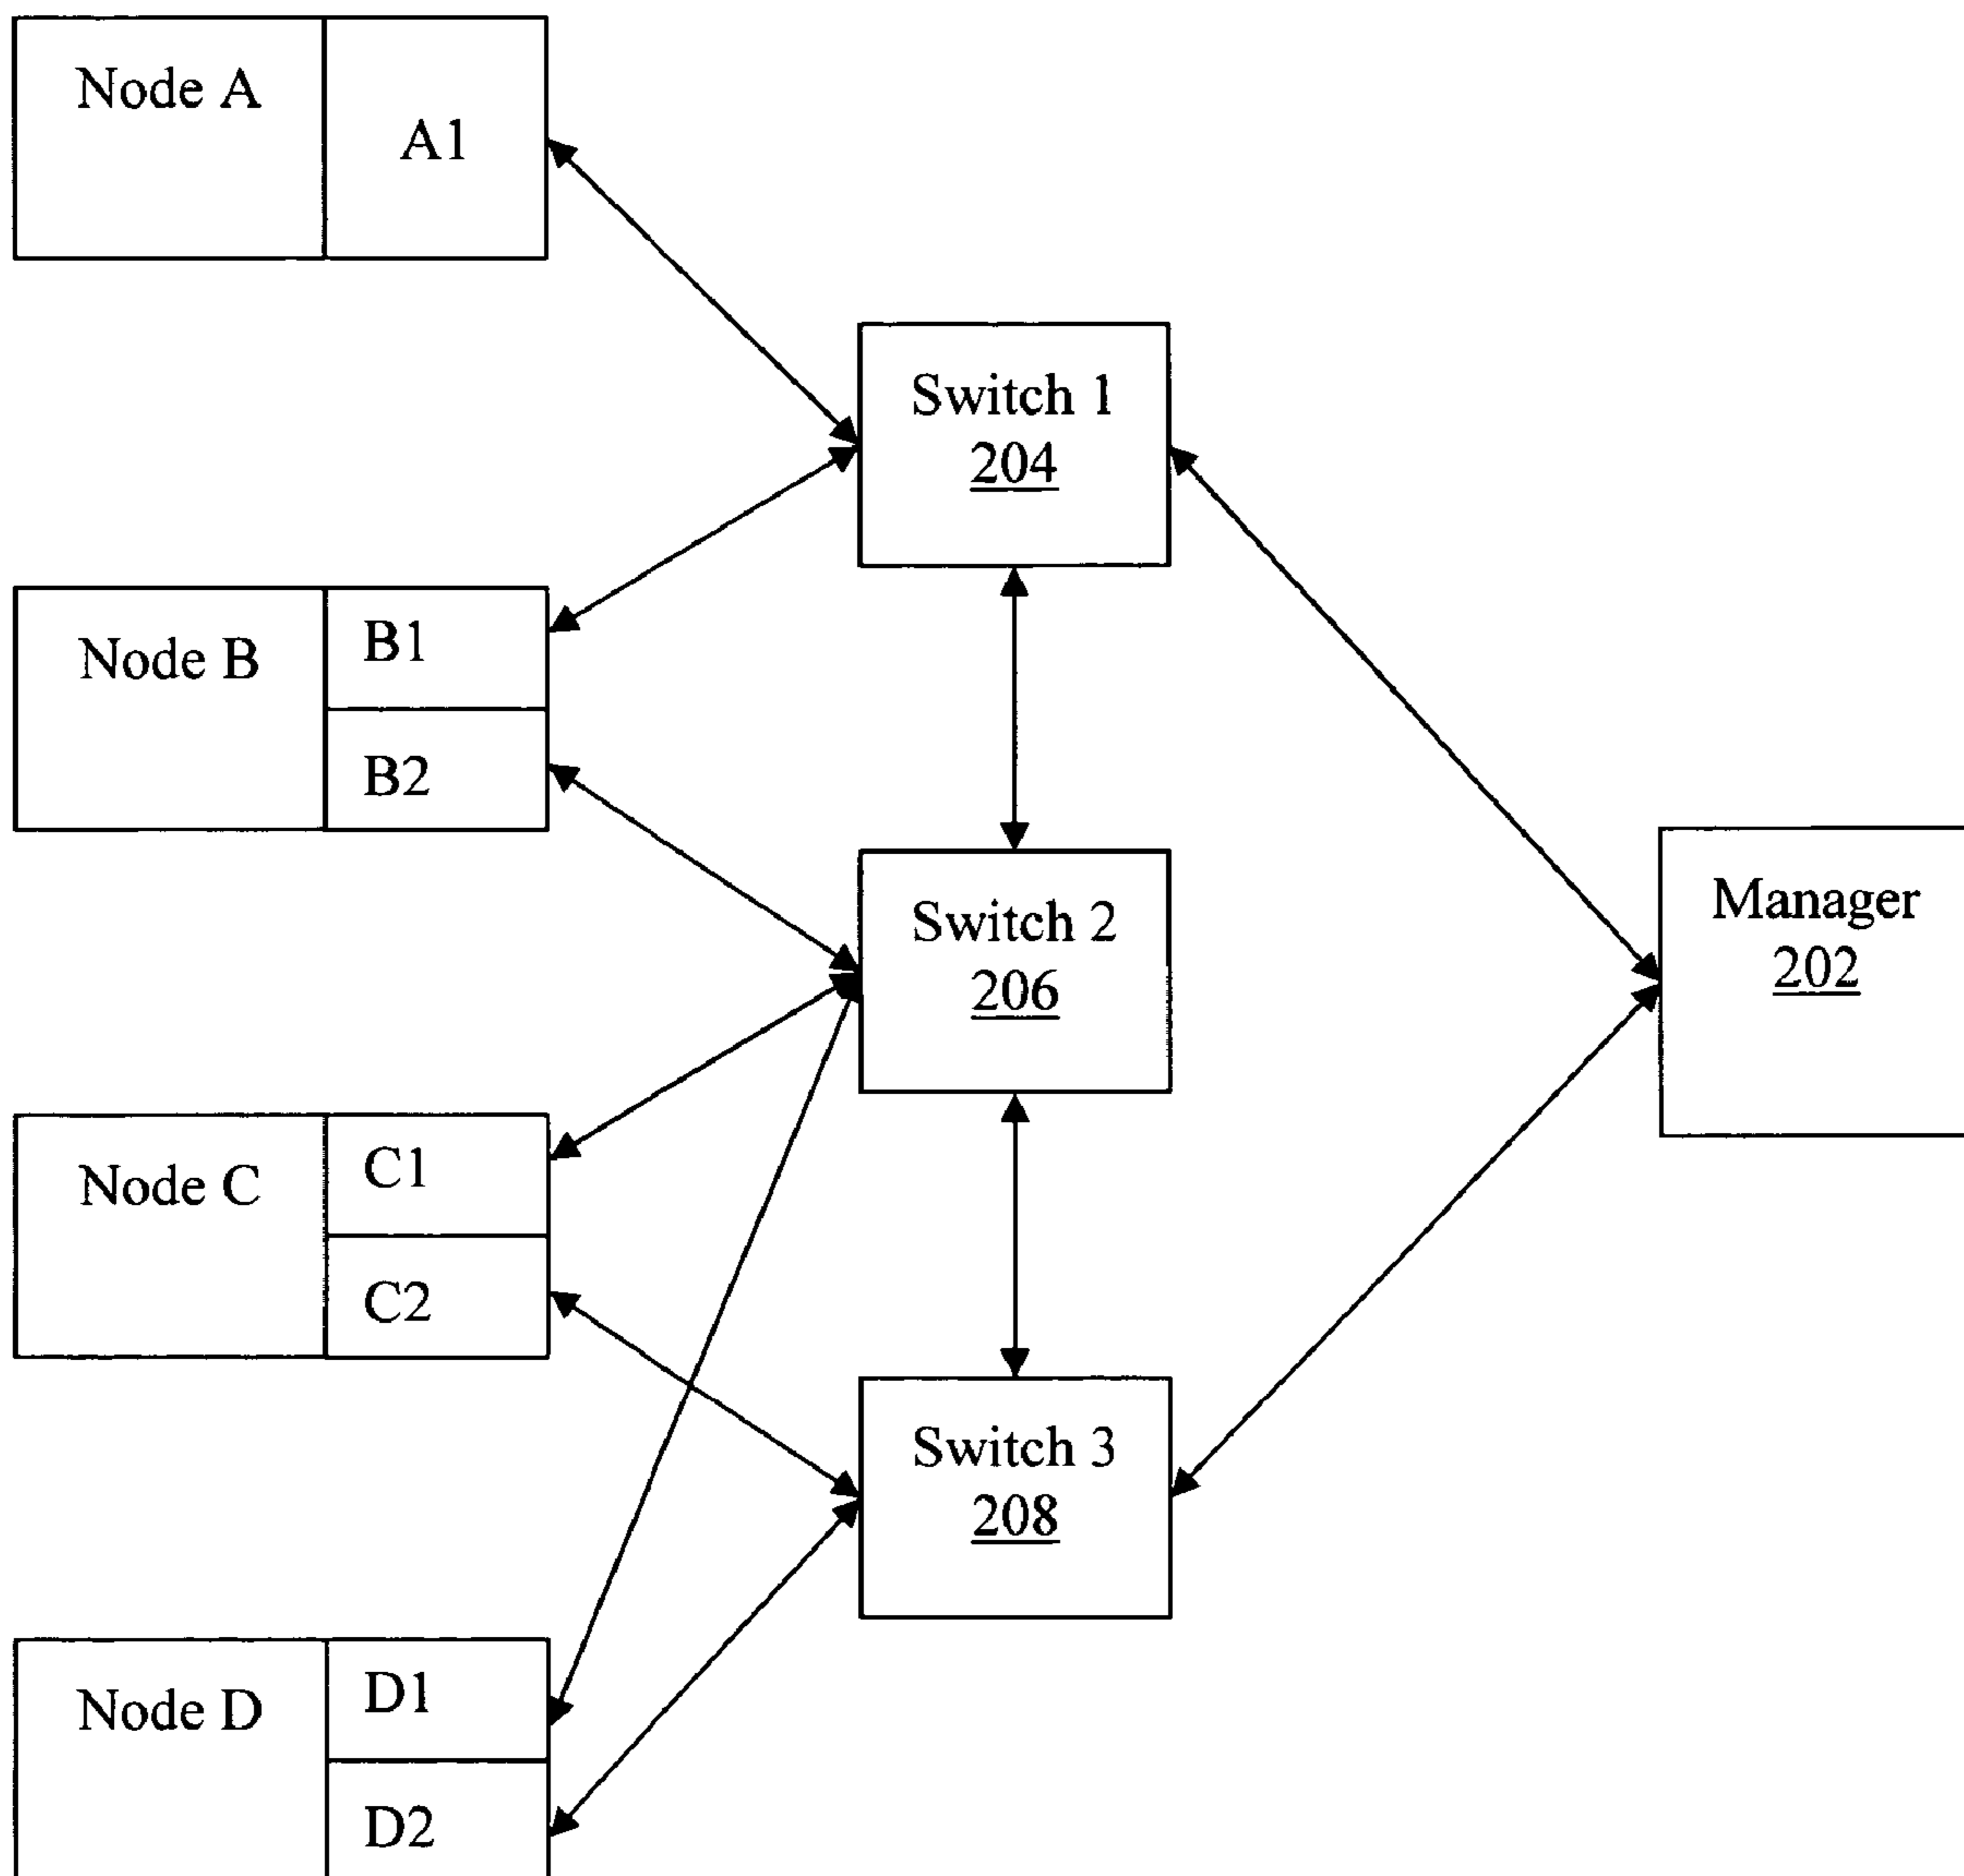 Node A
A1
Switch 1
204
Node B
B1
B2
Switch 2
206
Manager
202
Node C
C1
C2
Switch 3
208
Node D
D1
D2